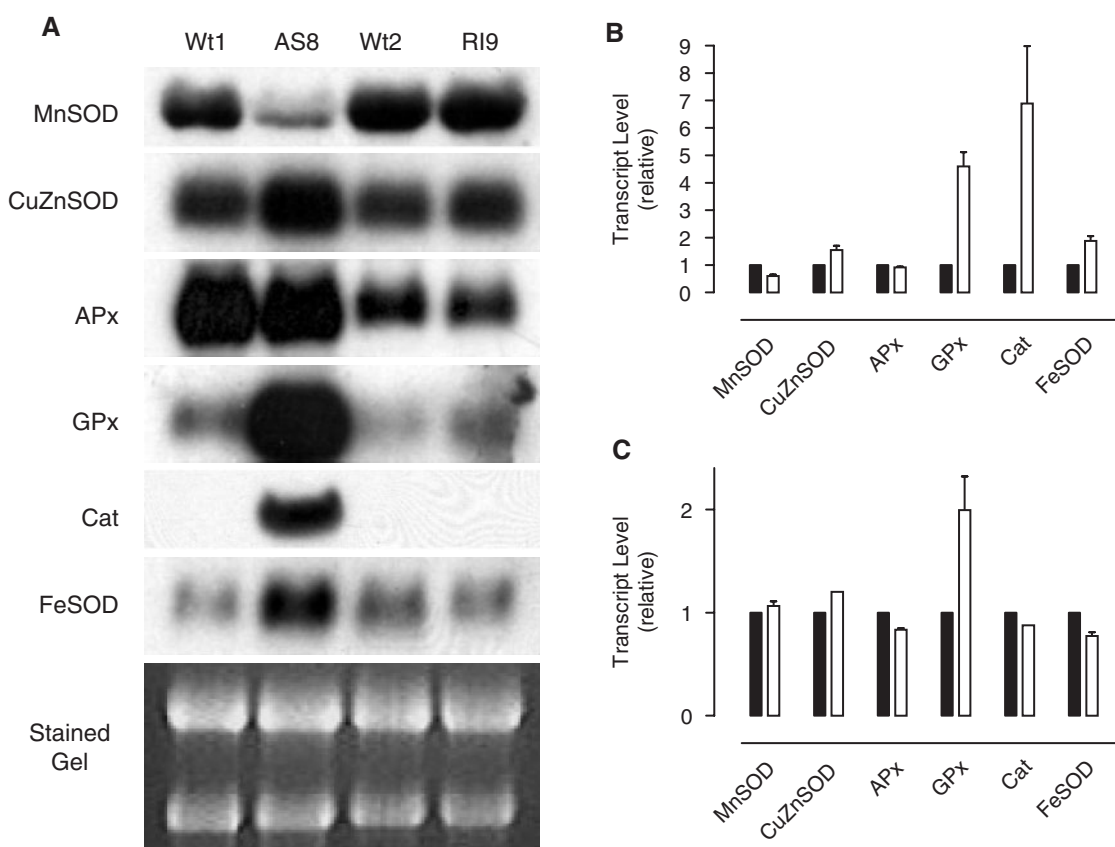 A
Wt1 AS8 Wt2 RI9
MnSOD
CuZnSOD
APx
GPx
Cat
FeSOD
Stained
Gel
B
Transcript Level
(relative)
9
8
7
6
5
4
3
2
1
0
MnSOD
CuZnSOD
APx
GPx
Cat
FeSOD
C
Transcript Level
(relative)
2
1
0
MnSOD
CuZnSOD
APx
GPx
Cat
FeSOD